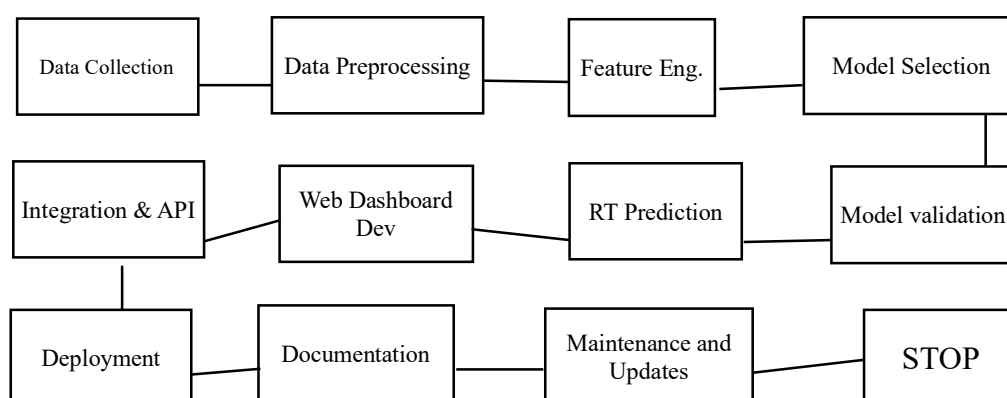 Data Collection
Data Preprocessing
Feature Eng.
Model Selection
Integration & API
Web Dashboard
Dev
RT Prediction
Model validation
Deployment
Documentation
Maintenance and
Updates
STOP